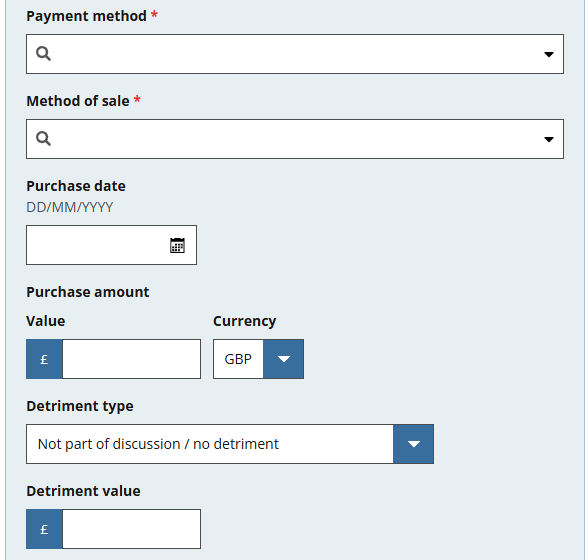 Payment method *
Method of sale *
Purchase date
DD/MM/YYYY
Purchase amount
Value Currency
£ GBP
Detriment type
Not part of discussion / no detriment
Detriment value
£